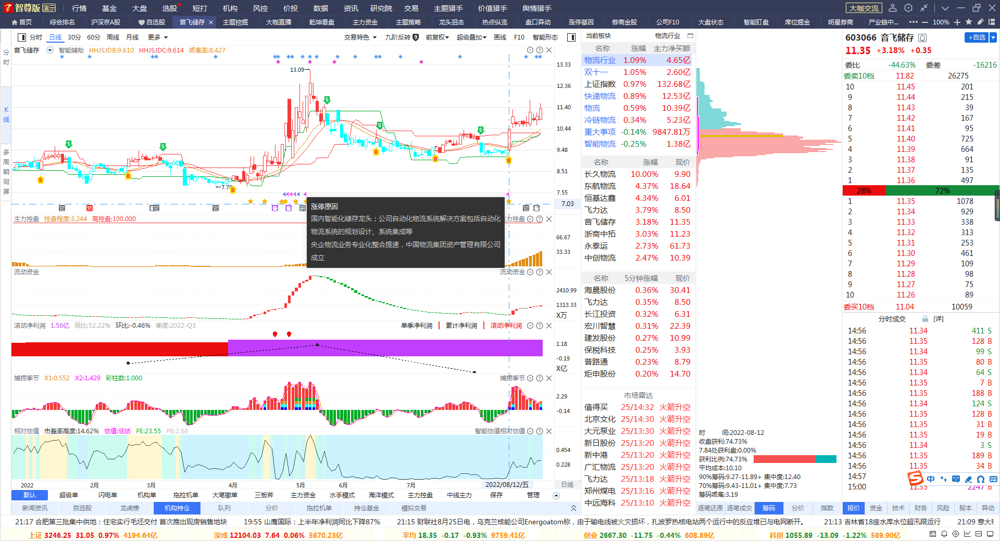 智尊版 演示 行情 基金 大盘 选股 短打 机构 风控 价投 数据 资讯 研究院 交易 主题猎手 价值猎手 舆情猎手 大咖交流
首页 综合排名 沪深京A股 自选股 音飞储存 × 主题挖掘 大咖直播 乾坤看盘 主力资金 主题策略 龙头狙击 热点纵览 盘口异动 涨停基因 券商金股 公司F10 大盘状态 智能盯盘 席位掘金 明星券商 产业链中... 100%
分时 日线 30分 60分 周线 月线 更多 交易特色 九阶反转 9 前复权 超级叠加 画线 F10 智能形态
音飞储存 智能辅助 HHJSJDB:9.610 HHJSJDC:9.614 乖离率:8.427
分时
K线
多周期同屏
13.09
7.79
13.33
12.36
11.40
10.44
9.48
8.51
7.55
7.03
涨停原因
国内智能化储存龙头；公司自动化物流系统解决方案包括自动化
物流系统的规划设计、系统集成等
央企物流业务专业化整合提速，中国物流集团资产管理有限公司
成立
主力控盘 控盘程度:3.244 高控盘:100.000 主力控盘
66.67
33.33
流动资金 流动资金
2410.99
1313.33
X万
滚动净利润 1.56亿 同比:52.22% 环比:-0.46% 季度:2022-Q3 单季净利润 累计净利润 滚动净利润
1.18
-0.19
X亿
捕捞季节 X1:0.552 X2:1.429 彩柱数:1.000 捕捞季节
2.29
-0.14
相对估值 市盈率高度:14.62% 估值:低估 PE:23.55 PB:2.68 智能估值相对估值
0.454
0.228
2022 2月 3月 4月 5月 6月 7月 2022/08/12/五 日线
默认 超级单 闪电单 机构单 拖拉机单 大笔撤单 三板斧 主力资金 水手模式 海洋模式 主力控盘 中线主力 保存 管理
新闻资讯 自选股 龙虎榜 机构持仓 队列 分价 拖拉机单 持仓基金 模拟交易
当前板块 物流行业
名称 涨幅 主力净买额
物流行业 1.09% 4.65亿
双十一 1.05% 2.60亿
上证指数 0.97% 132.68亿
快递物流 0.89% 12.53亿
物流 0.59% 10.39亿
冷链物流 0.34% 5.23亿
重大事项 -0.14% 9847.81万
智能物流 -0.25% 1.38亿
名称 涨幅 现价
长久物流 10.00% 9.90
东航物流 4.37% 18.64
恒基达鑫 4.34% 6.01
飞力达 3.79% 8.50
音飞储存 3.18% 11.35
浙商中拓 3.03% 11.23
永泰运 2.73% 61.73
中创物流 2.47% 10.39
名称 5分钟涨幅 现价
海晨股份 0.36% 30.41
飞力达 0.35% 8.50
长江投资 0.32% 6.31
宏川智慧 0.31% 22.39
建发股份 0.27% 10.99
保税科技 0.25% 3.93
普路通 0.23% 8.79
炬申股份 0.20% 14.70
市场雷达
值得买 25/14:32 火箭升空
北京文化 25/14:30 火箭升空
大元泵业 25/13:30 火箭升空
新日股份 25/13:20 火箭升空
新中港 25/13:20 火箭升空
广汇物流 25/13:20 火箭升空
飞力达 25/13:18 火箭升空
郑州煤电 25/13:16 火箭升空
中远海科 25/13:10 火箭升空
时 间:2022-08-12
收盘获利:74.73%
7.84处获利盘:0.00%
获利比例:74.73%
平均成本:10.10
90%筹码:9.27-11.89+ 集中度:12.40
70%筹码:9.43-11.01+ 集中度:7.73
筹码乖离:3.19
逐笔还原 逐笔成交 筹码 分价 指数
603066 音飞储存 +自选
11.35 +3.18% +0.35
委比 -44.63% 委差 -16216
委卖10档 11.82 26275
10 11.45 201
9 11.44 215
8 11.43 39
7 11.42 167
6 11.41 95
5 11.40 725
4 11.39 664
3 11.38 91
2 11.37 135
1 11.36 497
28% 72%
1 11.35 1078
2 11.34 929
3 11.33 338
4 11.32 313
5 11.31 253
6 11.30 461
7 11.29 109
8 11.28 98
9 11.27 75
10 11.26 89
委买10档 11.04 10059
分时成交 [详]
14:56 11.34 411 S
14:56 11.35 128 B
14:56 11.34 99 S
14:56 11.35 80 B
14:56 11.34 64 S
14:56 11.35 7 B
14:56 11.35 188 B
14:56 11.34 124 S
14:56 11.35 128 B
14:56 11.35 31 B
14:56 11.35 19 B
14:56 11.34 3 S
14:56 11.35 189 B
14:56 11.35 34 B
14:57
15:00 11.35 2247 B
中
报价 资金 技术 财务 风险 股本 异动
21:17 合肥第三批集中供地：住宅实行毛坯交付 首次推出现房销售地块 19:55 山鹰国际：上半年净利润同比下降87% 21:15 财联社8月25日电，乌克兰核能公司Energoatom称，由于输电线被火灾损坏，扎波罗热核电站两个运行中的反应堆已与电网断开。 21:13 吉林省18座水库水位超汛限运行 21:09 意大利
上证 3246.25 31.05 0.97% 4194.64亿 深成 12104.03 7.64 0.06% 5670.23亿 平均 18.35 -0.17 -0.93% 9759.41亿 创业 2667.30 -11.75 -0.44% 608.89亿 科创 1055.89 -13.09 -1.22% 569.90亿